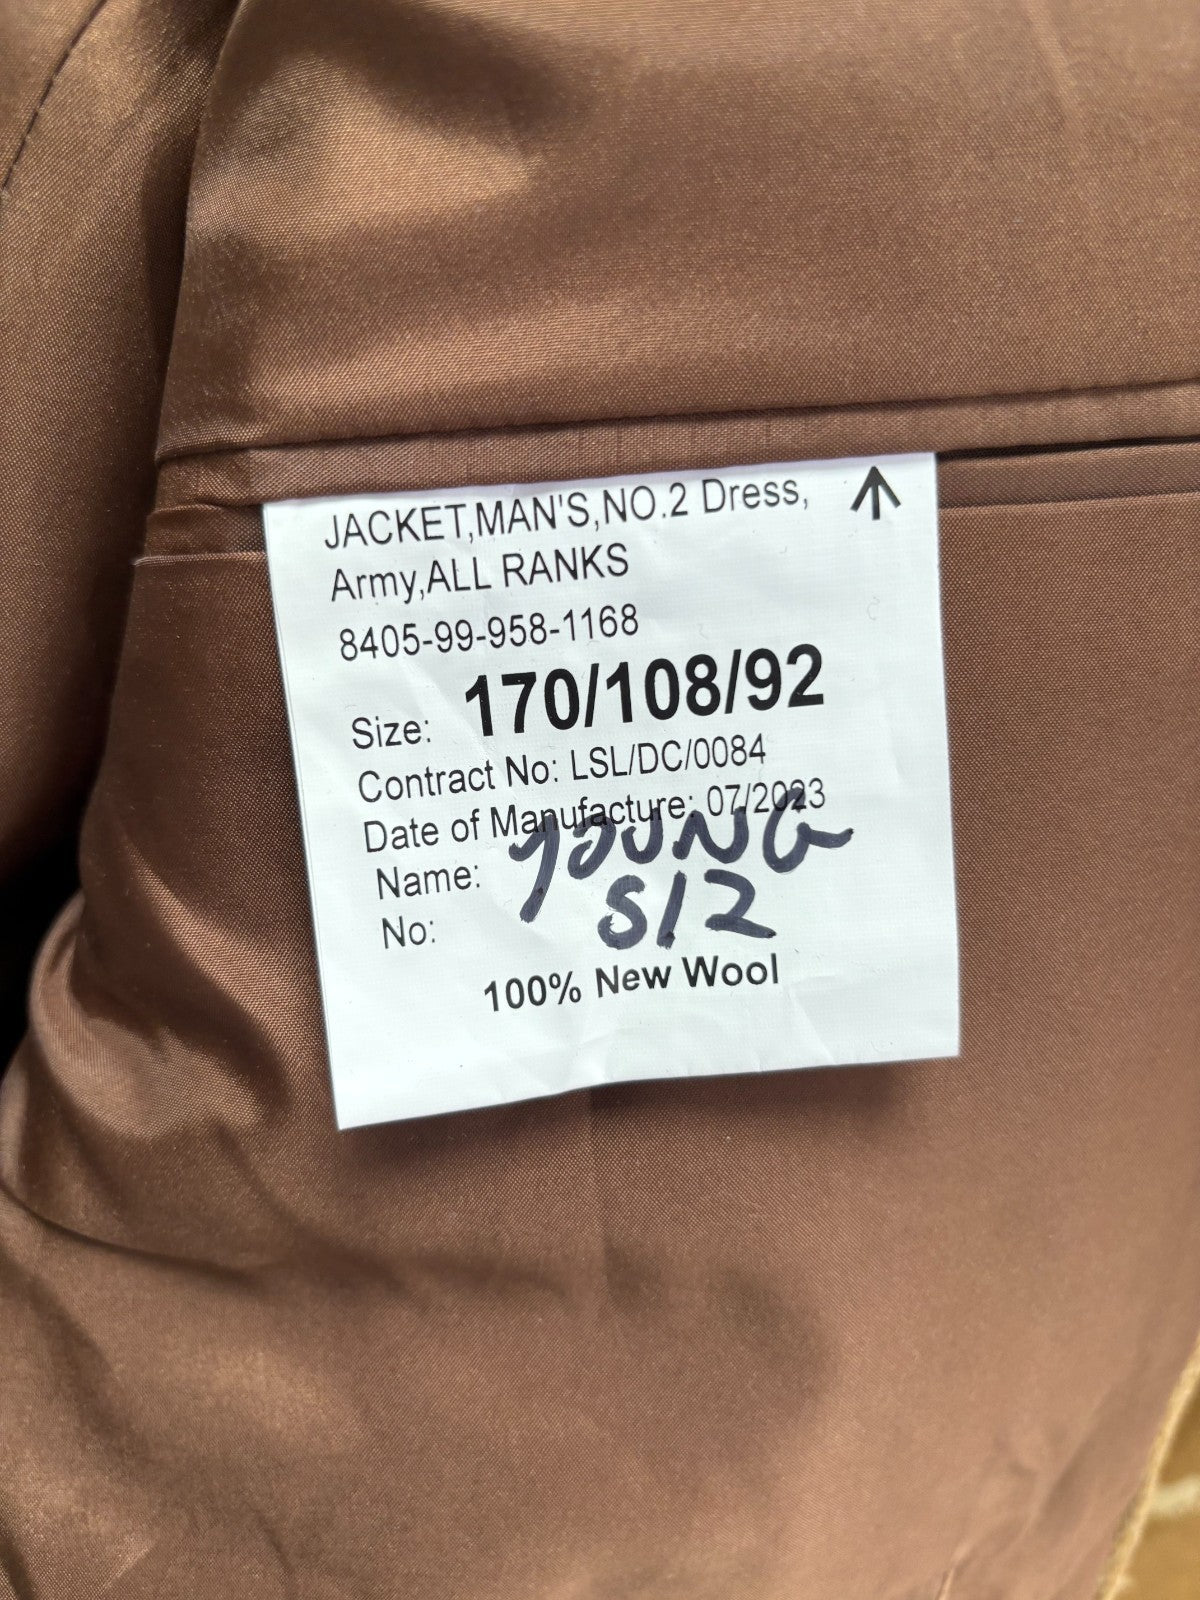 JACKET,MAN'S,NO.2 Dress,
Army,ALL RANKS
8405-99-958-1168
Size: 170/108/92
Contract No: LSL/DC/0084
Date of Manufacture: 07/2023
Name: YOUNG
No: 512
100% New Wool